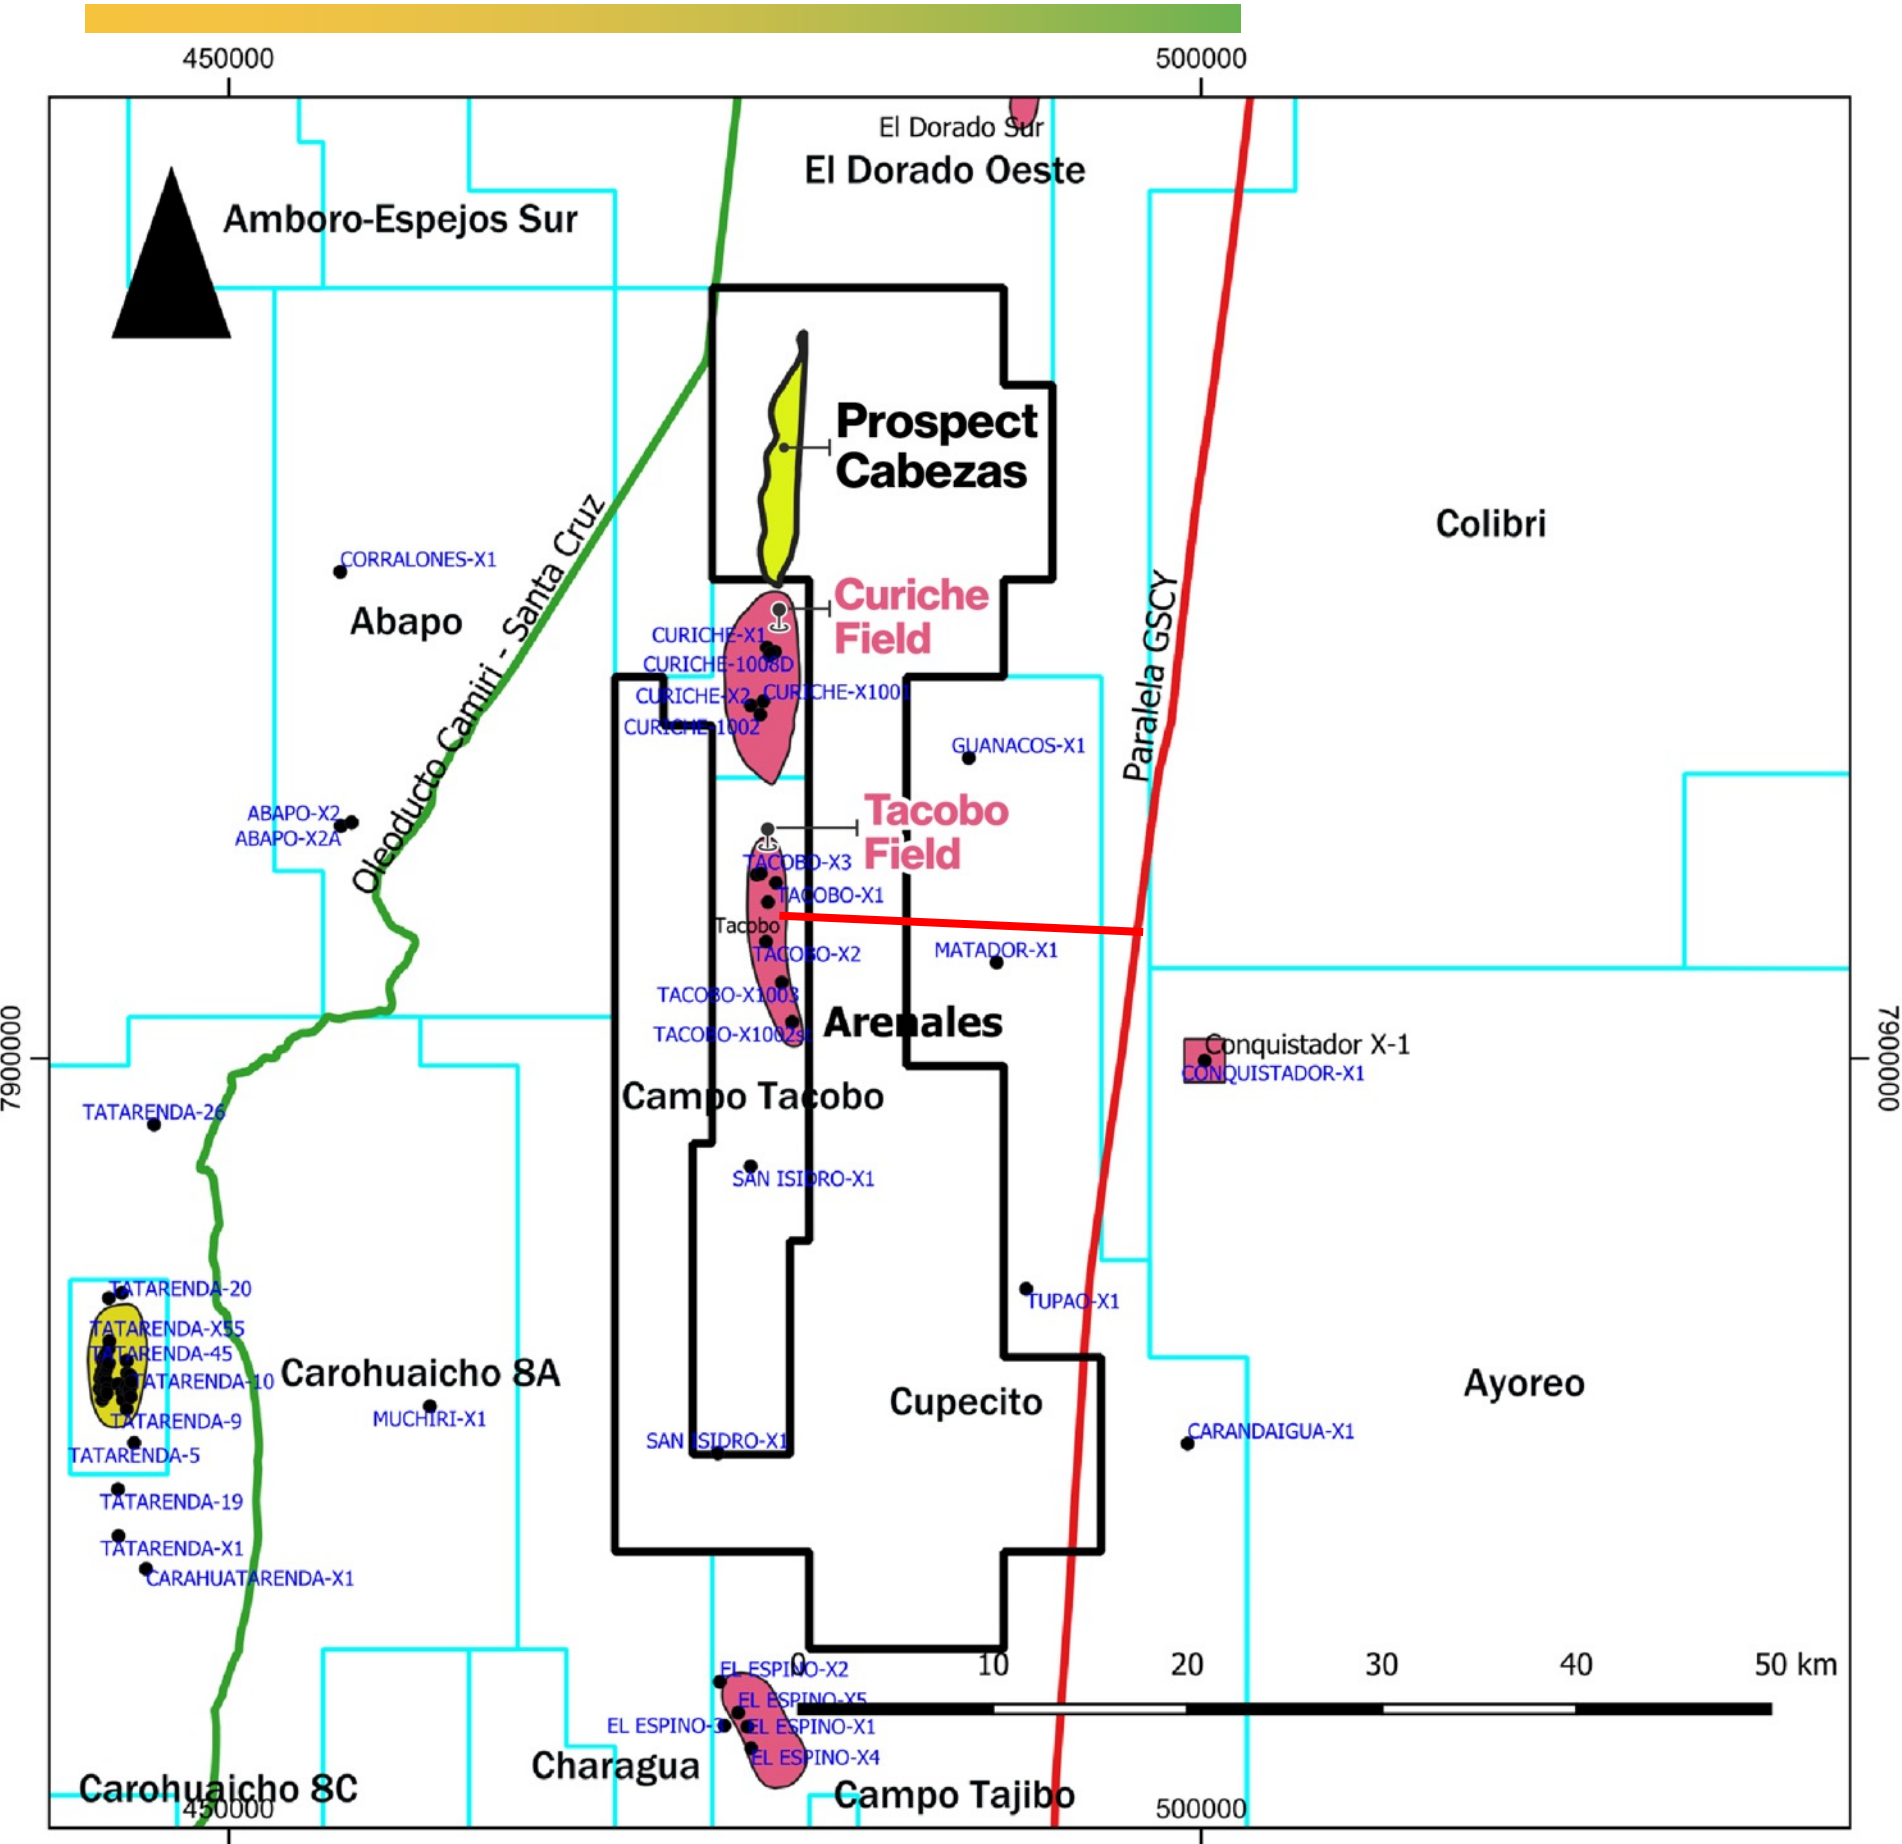 450000
500000
El Dorado Sur
El Dorado Oeste
Amboro-Espejos Sur
Prospect
Cabezas
Colibri
CORRALONES-X1
Abapo
Oleoducto Camiri - Santa Cruz
Curiche
Field
CURICHE-X1
CURICHE-1008D
CURICHE-X2
CURICHE-X1001
CURICHE-1002
Paralela GSCY
GUANACOS-X1
ABAPO-X2
ABAPO-X2A
Tacobo
Field
TACOBO-X3
TACOBO-X1
Tacobo
TACOBO-X2
MATADOR-X1
TACOBO-X1003
TACOBO-X1002st
Arenales
7900000
7900000
Conquistador X-1
CONQUISTADOR-X1
Campo Tacobo
TATARENDA-26
SAN ISIDRO-X1
TATARENDA-20
TUPAO-X1
TATARENDA-X55
TATARENDA-45
TATARENDA-10
Carohuaicho 8A
Cupecito
Ayoreo
TATARENDA-9
MUCHIRI-X1
SAN ISIDRO-X1
CARANDAIGUA-X1
TATARENDA-5
TATARENDA-19
TATARENDA-X1
CARAHUATARENDA-X1
0 10 20 30 40 50 km
EL ESPINO-X2
EL ESPINO-X5
EL ESPINO-3
EL ESPINO-X1
EL ESPINO-X4
Charagua
Carohuaicho 8C
Campo Tajibo
450000
500000